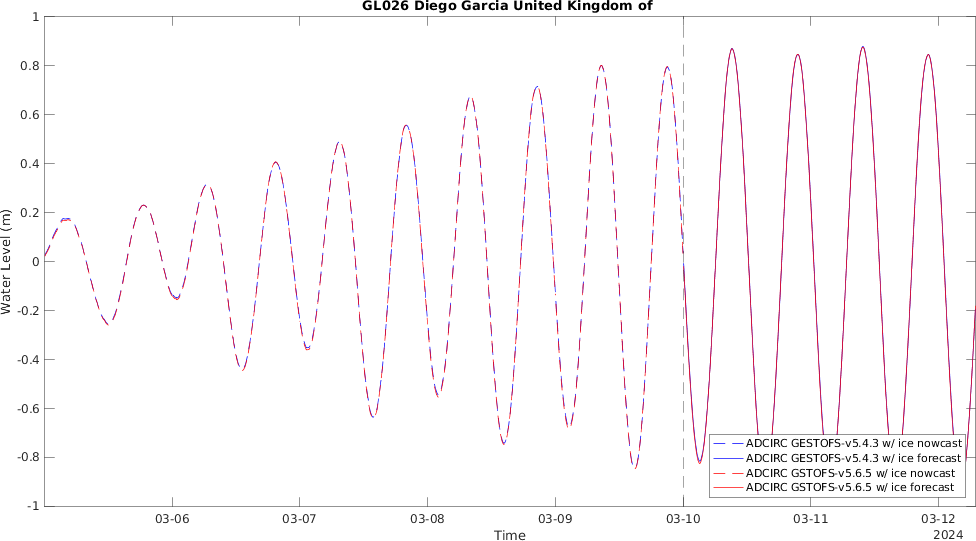 GL026 Diego Garcia United Kingdom of
1
0.8
0.6
0.4
0.2
0
-0.2
-0.4
-0.6
-0.8
-1
Water Level (m)
03-06
03-07
03-08
03-09
03-10
03-11
03-12
2024
Time
ADCIRC GESTOFS-v5.4.3 w/ ice nowcast
ADCIRC GESTOFS-v5.4.3 w/ ice forecast
ADCIRC GSTOFS-v5.6.5 w/ ice nowcast
ADCIRC GSTOFS-v5.6.5 w/ ice forecast